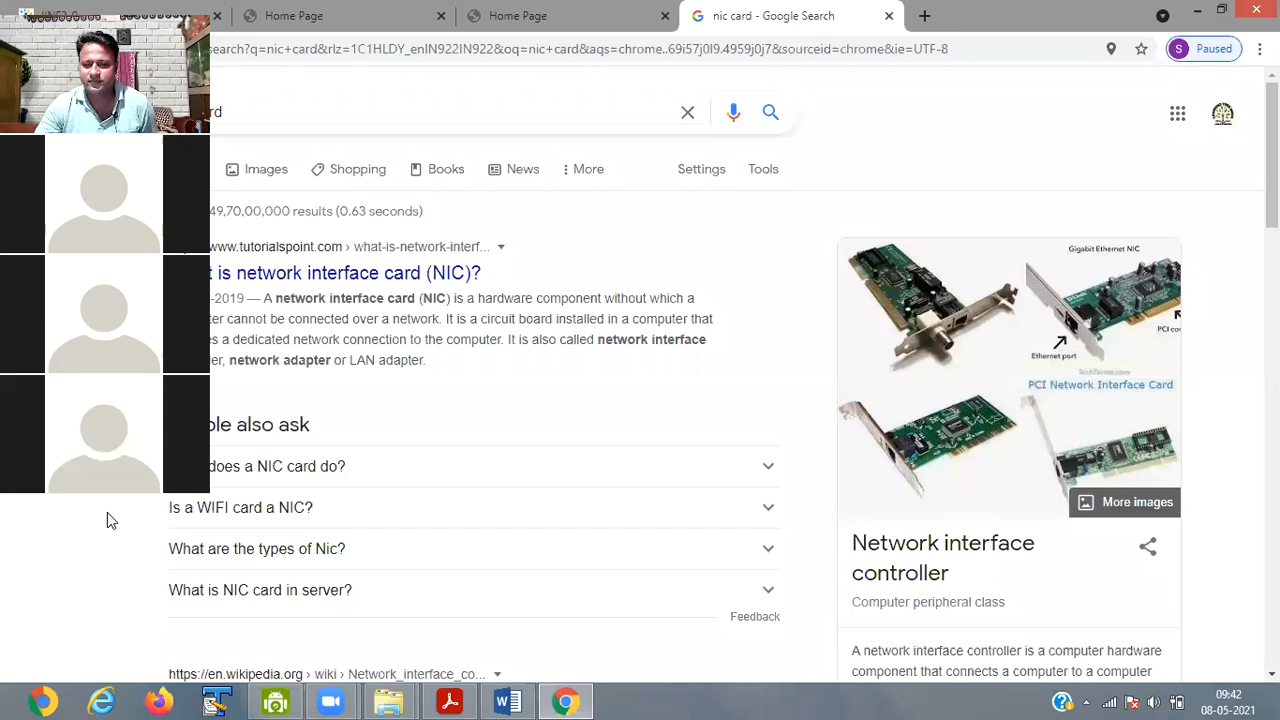 Home Page
nic card - Google Search
search?q=nic+card&rlz=1C1HLDY_enIN922IN922&oq=nic+card&aqs=chrome..69i57j0l9.4955j0j7&sourceid=chrome&ie=UTF-8
Paused
rd
Images
Shopping
Books
News
More
Settings
Tools
49,70,00,000 results (0.63 seconds)
www.tutorialspoint.com › what-is-network-interf...
is network interface card (NIC)?
-2019 — A network interface card (NIC) is a hardware component without which a
ter cannot be connected over a network. It is a circuit board installed in a computer that
es a dedicated network connection to the computer. It is also called network interface
er, network adapter or LAN adapter.
ple also ask
does a NIC card do?
Is a WIFI card a NIC?
What are the types of Nic?
What is NIC card in server?
Feedback
https://en.wikipedia.org › wiki › Network_interface_co...
Gigabit Ethernet NIC
PCI con
Ethernet port
TechTerms.com
PCI Network Interface Card
More images
Network interface
controller
Computer peripheral class
A network interface controller is a computer hardware
component that connects a computer to a computer
09:42
08-05-2021